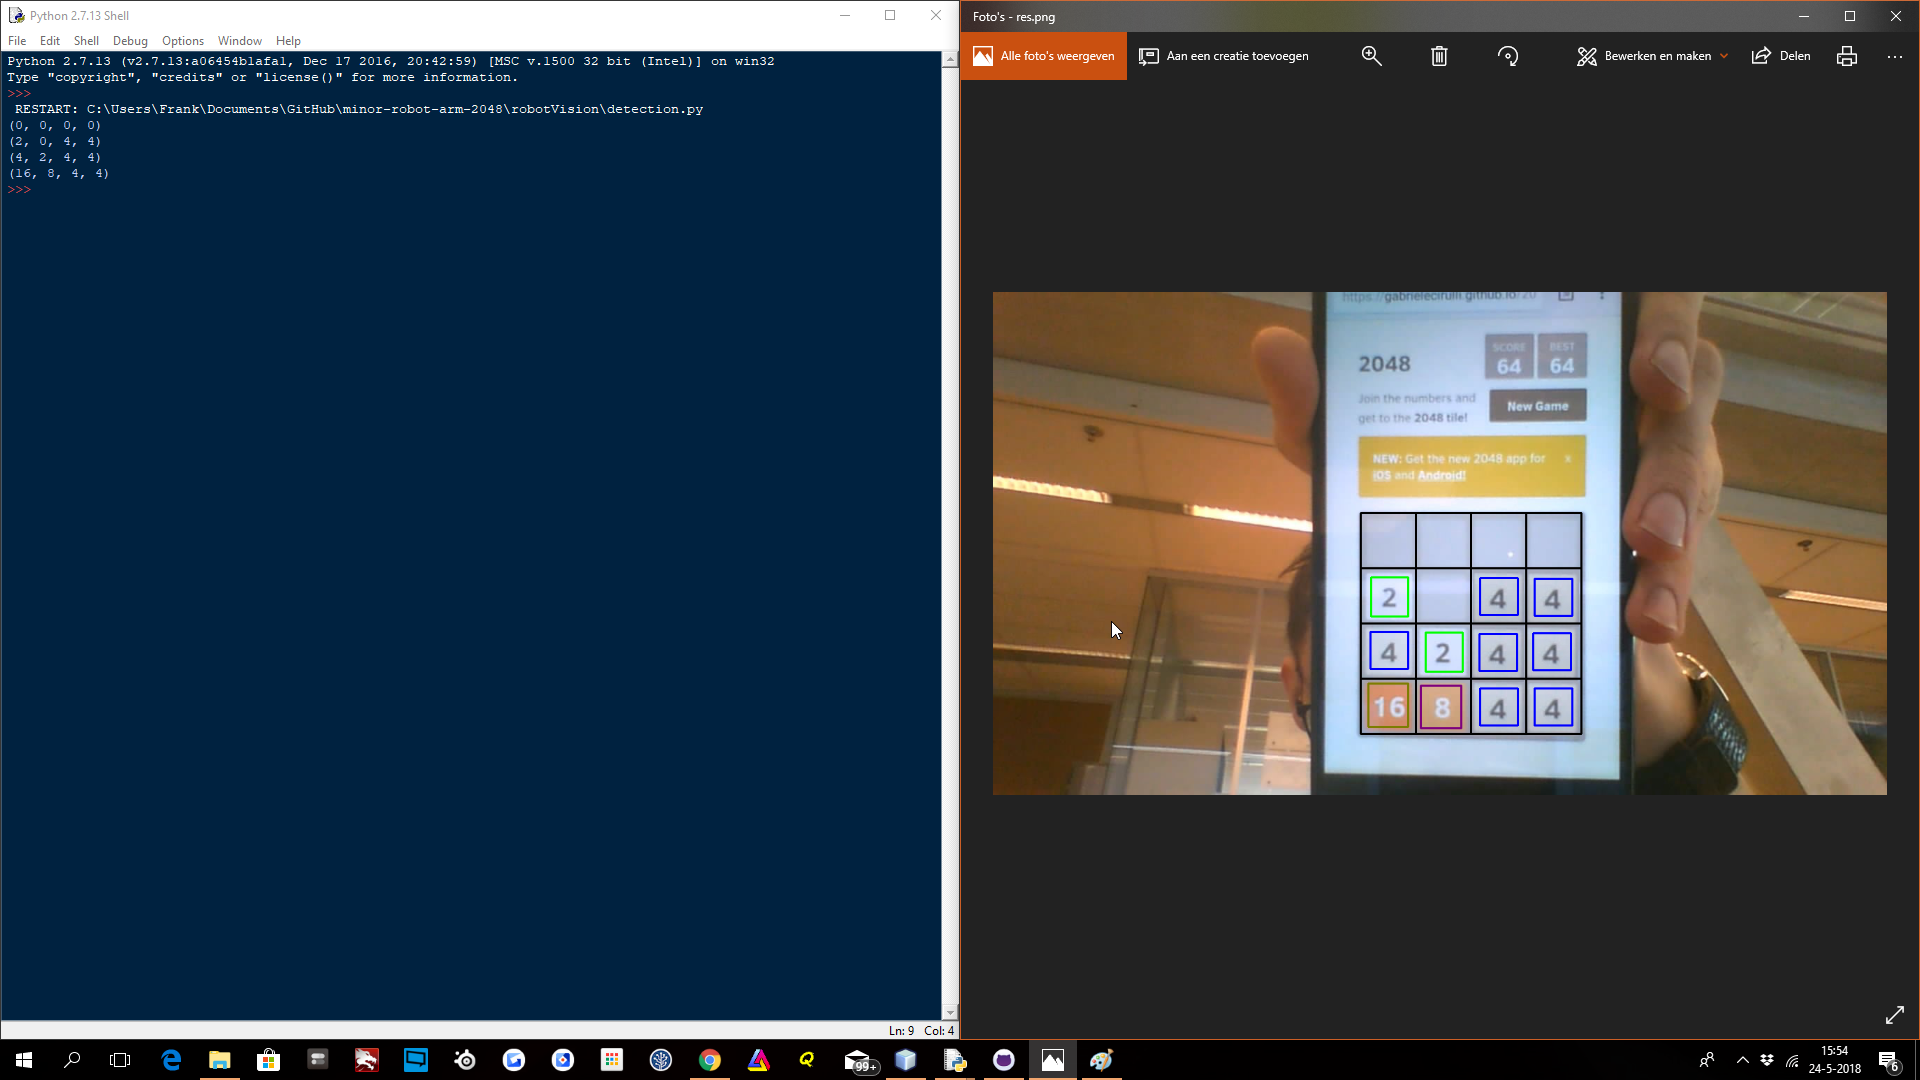 Python 2.7.13 Shell
File Edit Shell Debug Options Window Help
Python 2.7.13 (v2.7.13:a06454b1afa1, Dec 17 2016, 20:42:59) [MSC v.1500 32 bit (Intel)] on win32
Type "copyright", "credits" or "license()" for more information.
>>>
RESTART: C:\Users\Frank\Documents\GitHub\minor-robot-arm-2048\robotVision\detection.py
(0, 0, 0, 0)
(2, 0, 4, 4)
(4, 2, 4, 4)
(16, 8, 4, 4)
>>>
Ln: 9 Col: 4
Foto's - res.png
Alle foto's weergeven Aan een creatie toevoegen Bewerken en maken Delen
https://gabrielecirulli.github.io/20
2048
SCORE
64
BEST
64
Join the numbers and
get to the 2048 tile!
New Game
NEW: Get the new 2048 app for x
iOS and Android!
2 4 4
4 2 4 4
16 8 4 4
99+
15:54
24-5-2018
6